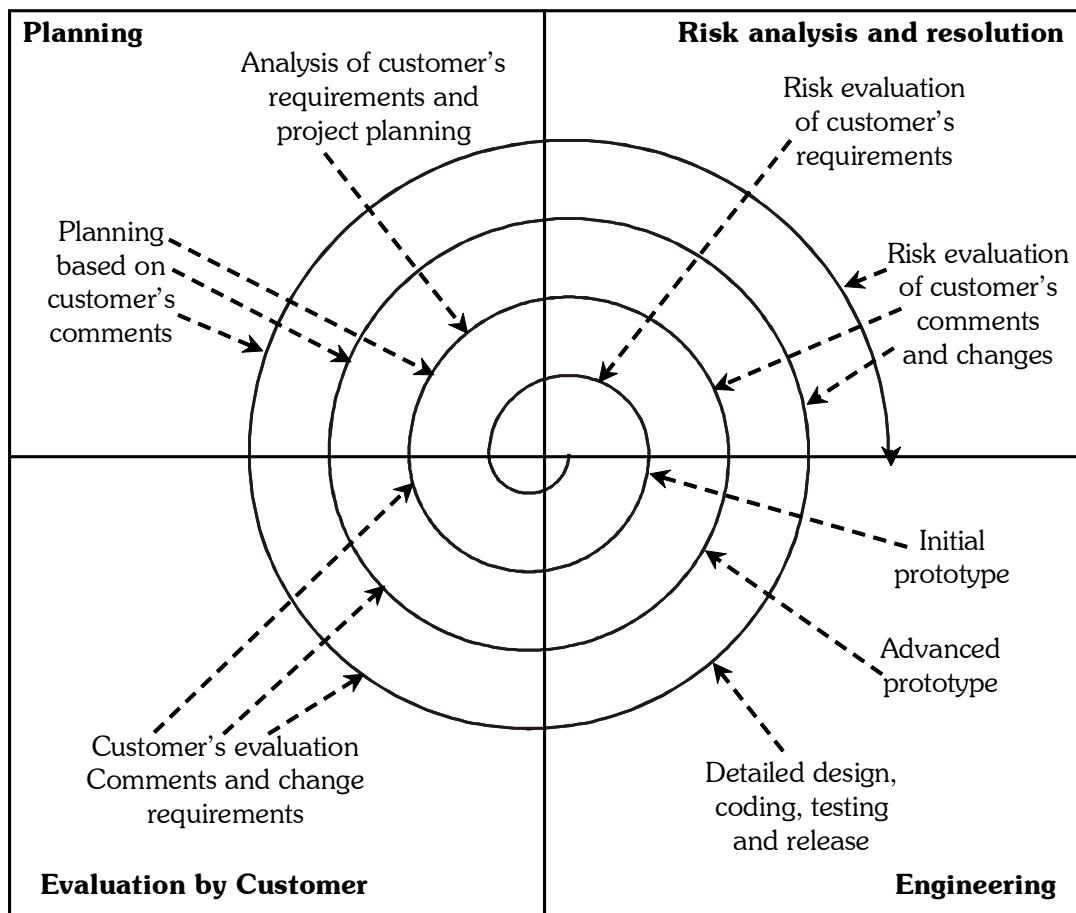 Planning
Analysis of customer's
requirements and
project planning
Planning
based on
customer's
comments
Risk analysis and resolution
Risk evaluation
of customer's
requirements
Risk evaluation
of customer's
comments
and changes
Customer's evaluation
Comments and change
requirements
Evaluation by Customer
Initial
prototype
Advanced
prototype
Detailed design,
coding, testing
and release
Engineering